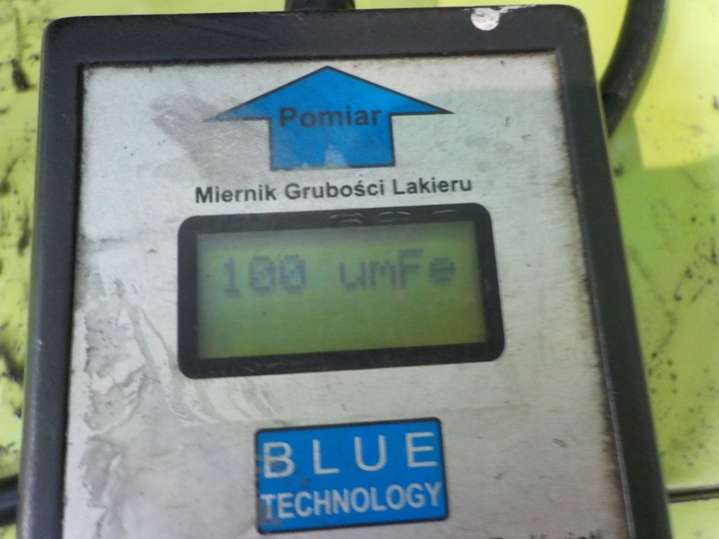 Pomiar
Miernik Grubości Lakieru
100 umFe
BLUE
TECHNOLOGY